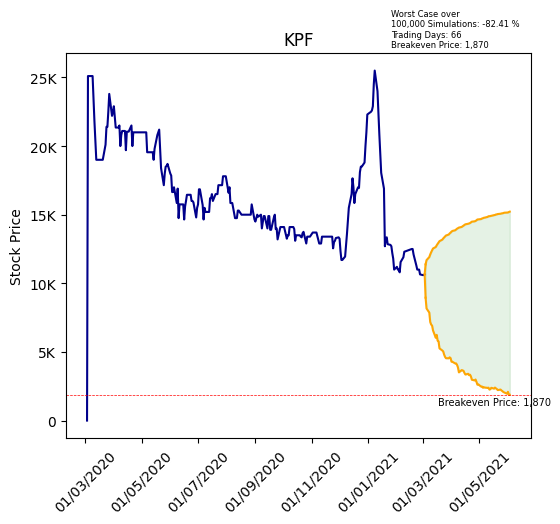 Worst Case over
100,000 Simulations: -82.41 %
Trading Days: 66
Breakeven Price: 1,870
KPF
Stock Price
25K
20K
15K
10K
5K
0
Breakeven Price: 1,870
01/03/2020
01/05/2020
01/07/2020
01/09/2020
01/11/2020
01/01/2021
01/03/2021
01/05/2021